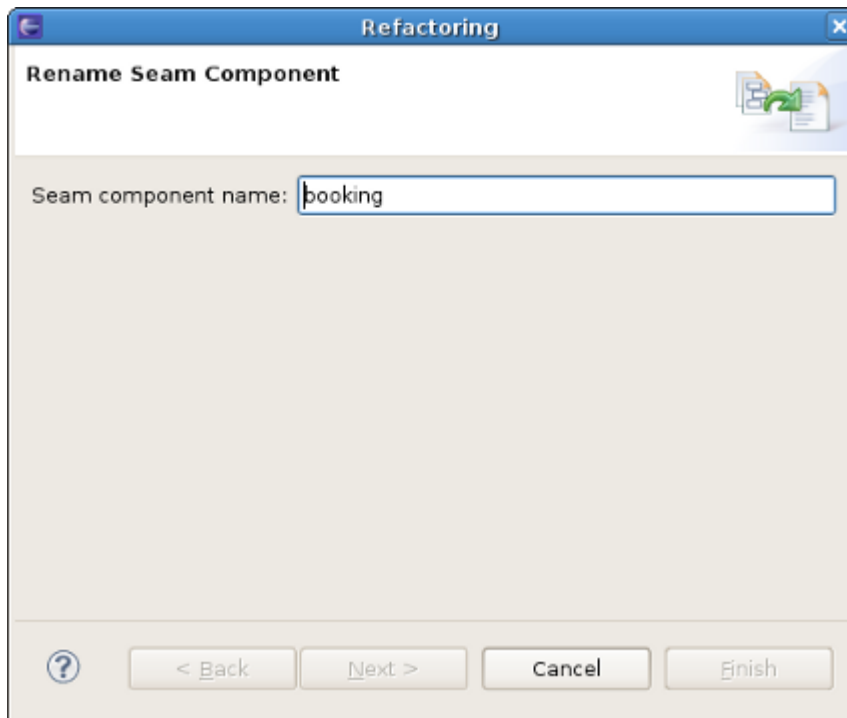 Refactoring
Rename Seam Component
Seam component name: booking
? < Back Next > Cancel Finish